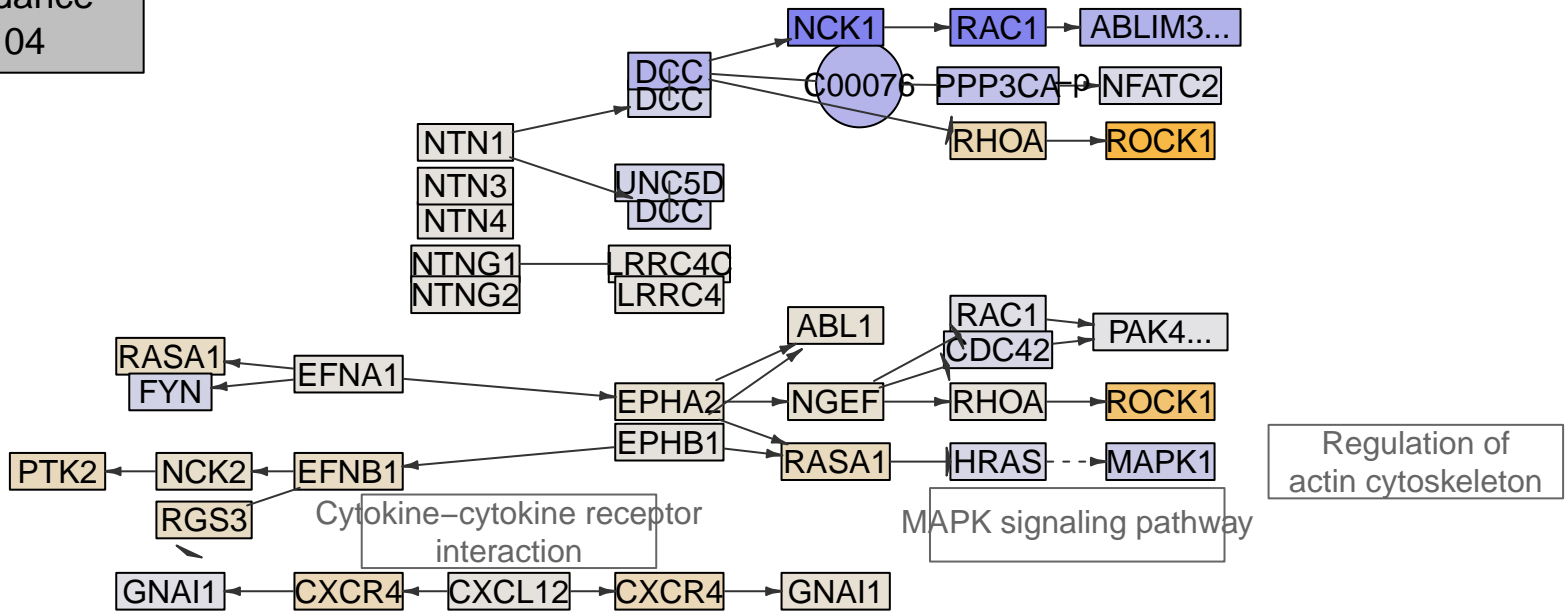 dance
04
NCK1
RAC1
ABLIM3...
DCC
DCC
C00076
PPP3CA
+p
NFATC2
NTN1
RHOA
ROCK1
NTN3
UNC5D
NTN4
DCC
NTNG1
LRRC4C
NTNG2
LRRC4
RASA1
ABL1
RAC1
PAK4...
FYN
EFNA1
CDC42
EPHA2
NGEF
RHOA
ROCK1
EPHB1
PTK2
NCK2
EFNB1
RASA1
HRAS
MAPK1
Regulation of
actin cytoskeleton
RGS3
Cytokine−cytokine receptor
interaction
MAPK signaling pathway
GNAI1
CXCR4
CXCL12
CXCR4
GNAI1